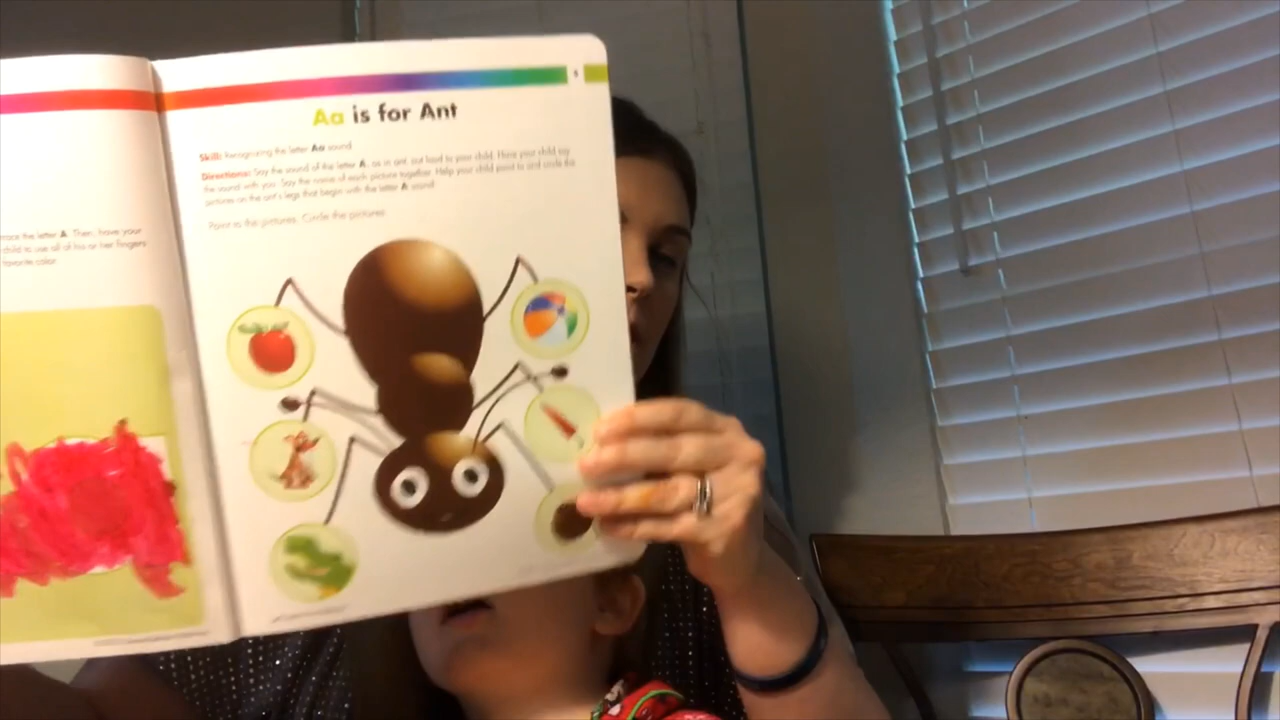 Aa is for Ant
Skill: Recognizing the letter Aa sound.
Directions: Say the sound of the letter A, as in ant, out loud to your child. Have your child say
the sound with you. Say the name of each picture together. Help your child point to and circle the
pictures on the ant's legs that begin with the letter A sound.
Point to the pictures. Circle the pictures
trace the letter A. Then, have your
child to use all of his or her fingers
favorite color.